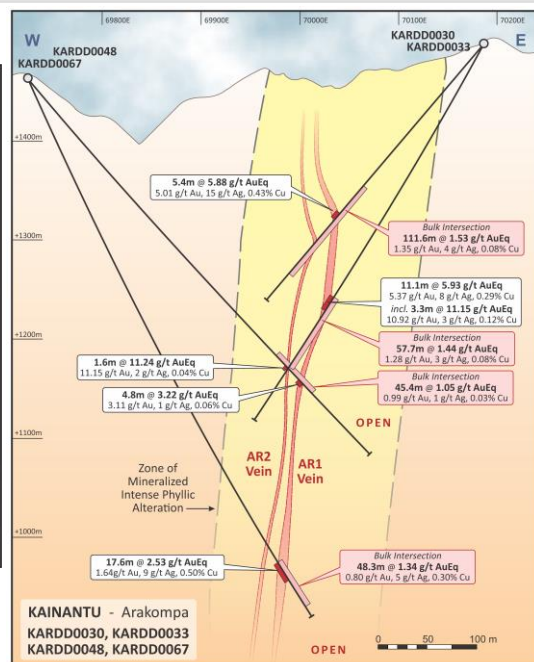 69800E
69900E
70000E
70100E
70200E
W
E
KARDD0048
KARDD0067
KARDD0030
KARDD0033
+1400m
+1300m
+1200m
+1100m
+1000m
5.4m @ 5.88 g/t AuEq
5.01 g/t Au, 15 g/t Ag, 0.43% Cu
Bulk Intersection
111.6m @ 1.53 g/t AuEq
1.35 g/t Au, 4 g/t Ag, 0.08% Cu
11.1m @ 5.93 g/t AuEq
5.37 g/t Au, 8 g/t Ag, 0.29% Cu
incl. 3.3m @ 11.15 g/t AuEq
10.92 g/t Au, 3 g/t Ag, 0.12% Cu
Bulk Intersection
57.7m @ 1.44 g/t AuEq
1.28 g/t Au, 3 g/t Ag, 0.08% Cu
1.6m @ 11.24 g/t AuEq
11.15 g/t Au, 2 g/t Ag, 0.04% Cu
Bulk Intersection
45.4m @ 1.05 g/t AuEq
0.99 g/t Au, 1 g/t Ag, 0.03% Cu
4.8m @ 3.22 g/t AuEq
3.11 g/t Au, 1 g/t Ag, 0.06% Cu
OPEN
AR2
Vein
AR1
Vein
Zone of
Mineralized
Intense Phyllic
Alteration
17.6m @ 2.53 g/t AuEq
1.64g/t Au, 9 g/t Ag, 0.50% Cu
Bulk Intersection
48.3m @ 1.34 g/t AuEq
0.80 g/t Au, 5 g/t Ag, 0.30% Cu
KAINANTU - Arakompa
KARDD0030, KARDD0033
KARDD0048, KARDD0067
OPEN
0 50 100 m